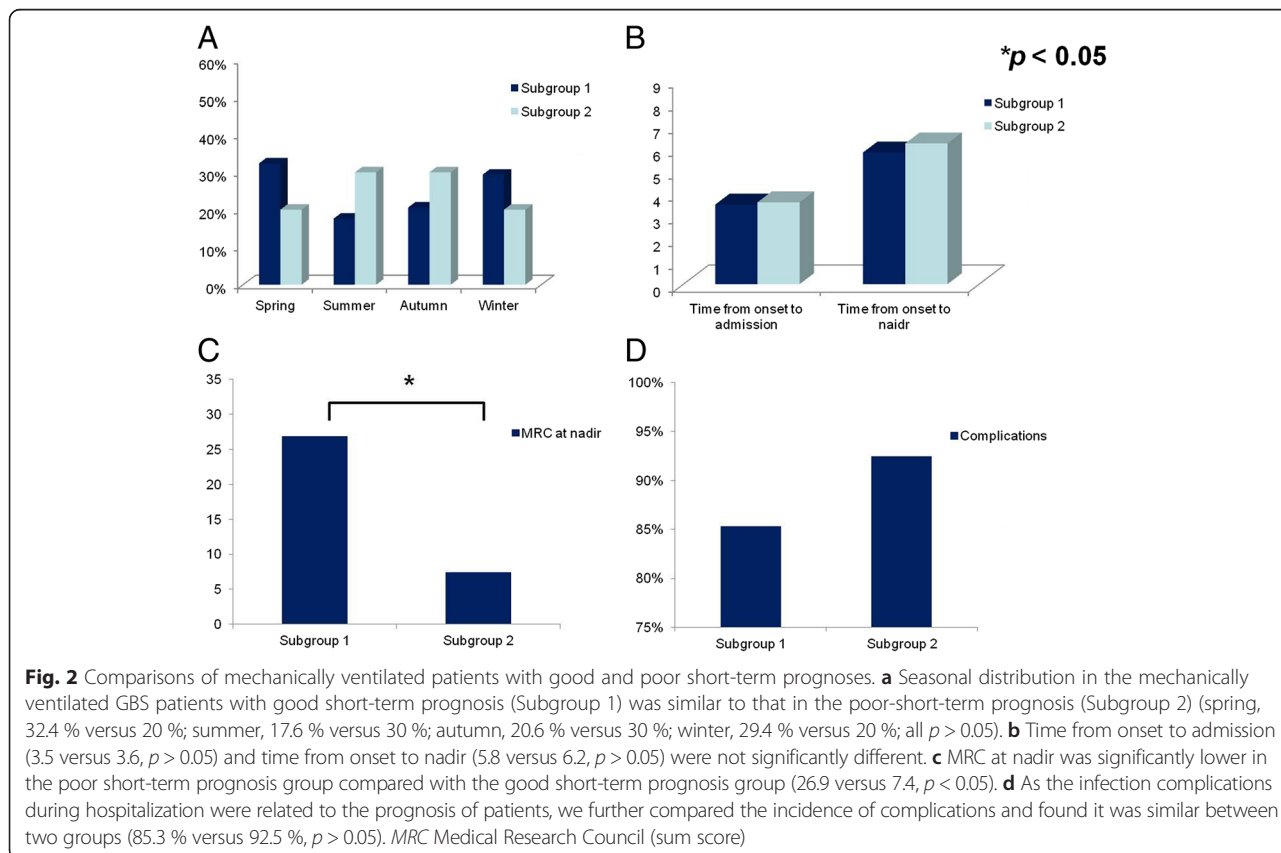 A
60%
50%
40%
30%
20%
10%
0%
Subgroup 1
Subgroup 2
Spring Summer Autumn Winter
B
*p < 0.05
9
8
7
6
5
4
3
2
1
0
Subgroup 1
Subgroup 2
Time from onset to admission
Time from onset to naidr
C
35
30
25
20
15
10
5
0
*
MRC at nadir
Subgroup 1 Subgroup 2
D
100%
95%
90%
85%
80%
75%
Complications
Subgroup 1 Subgroup 2
Fig. 2 Comparisons of mechanically ventilated patients with good and poor short-term prognoses. a Seasonal distribution in the mechanically
ventilated GBS patients with good short-term prognosis (Subgroup 1) was similar to that in the poor-short-term prognosis (Subgroup 2) (spring,
32.4 % versus 20 %; summer, 17.6 % versus 30 %; autumn, 20.6 % versus 30 %; winter, 29.4 % versus 20 %; all p > 0.05). b Time from onset to admission
(3.5 versus 3.6, p > 0.05) and time from onset to nadir (5.8 versus 6.2, p > 0.05) were not significantly different. c MRC at nadir was significantly lower in
the poor short-term prognosis group compared with the good short-term prognosis group (26.9 versus 7.4, p < 0.05). d As the infection complications
during hospitalization were related to the prognosis of patients, we further compared the incidence of complications and found it was similar between
two groups (85.3 % versus 92.5 %, p > 0.05). MRC Medical Research Council (sum score)